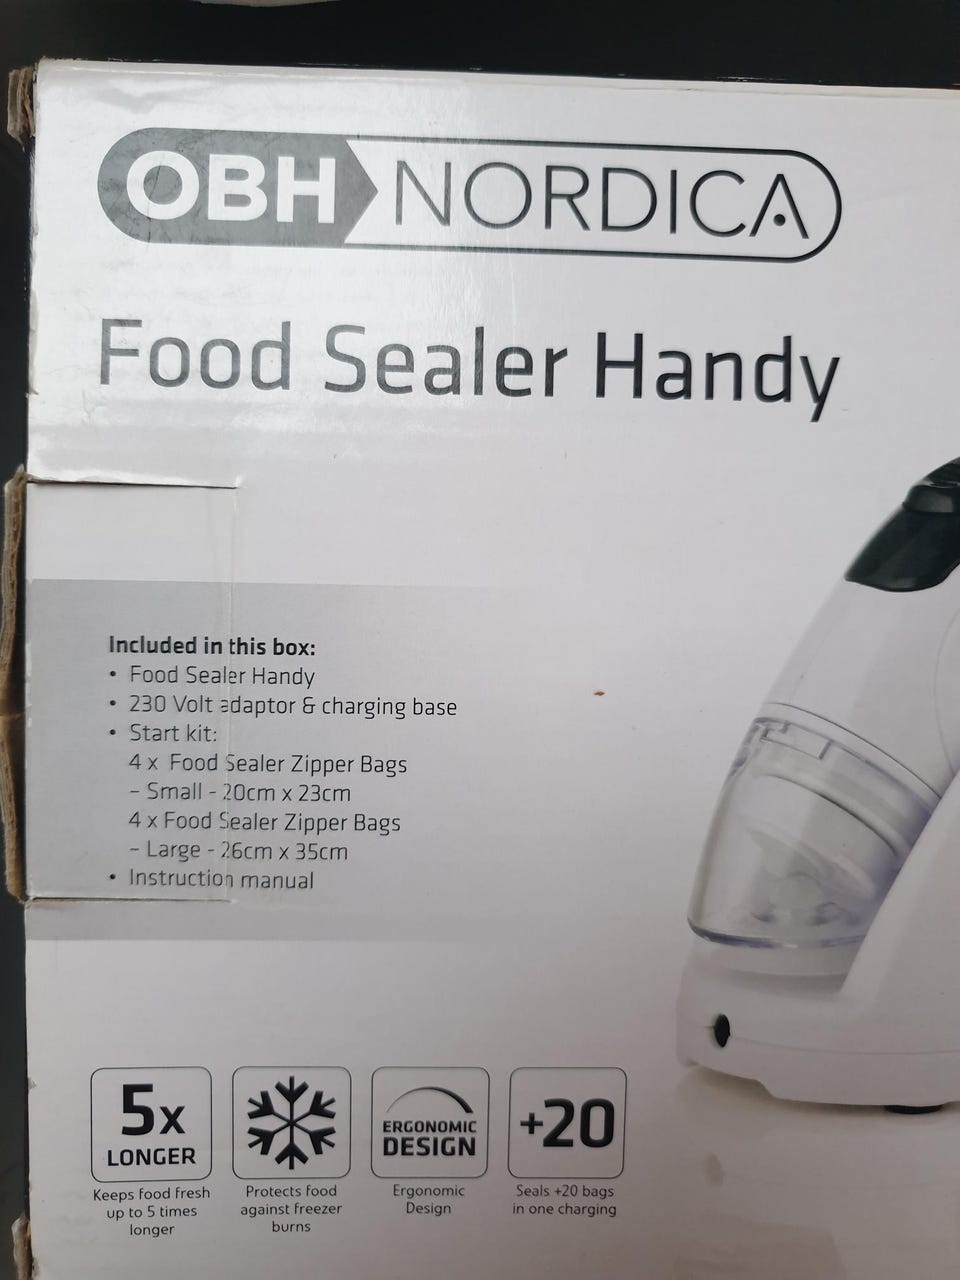 OBH NORDICA
Food Sealer Handy
Included in this box:
• Food Sealer Handy
• 230 Volt adaptor & charging base
• Start kit:
4 x Food Sealer Zipper Bags
– Small - 20cm x 23cm
4 x Food Sealer Zipper Bags
– Large - 26cm x 35cm
• Instruction manual
5x
LONGER
Keeps food fresh
up to 5 times
longer
Protects food
against freezer
burns
ERGONOMIC
DESIGN
Ergonomic
Design
+20
Seals +20 bags
in one charging